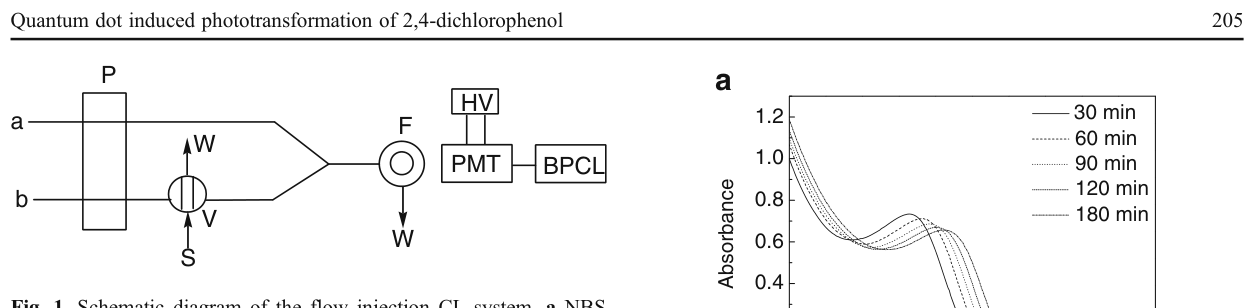 Quantum dot induced phototransformation of 2,4-dichlorophenol 205
P
a
b
W
V
S
F
W
HV
PMT
BPCL
Fig. 1 Schematic diagram of the flow injection CL system. a NBS
a
Absorbance
1.2
1.0
0.8
0.6
0.4
30 min
60 min
90 min
120 min
180 min